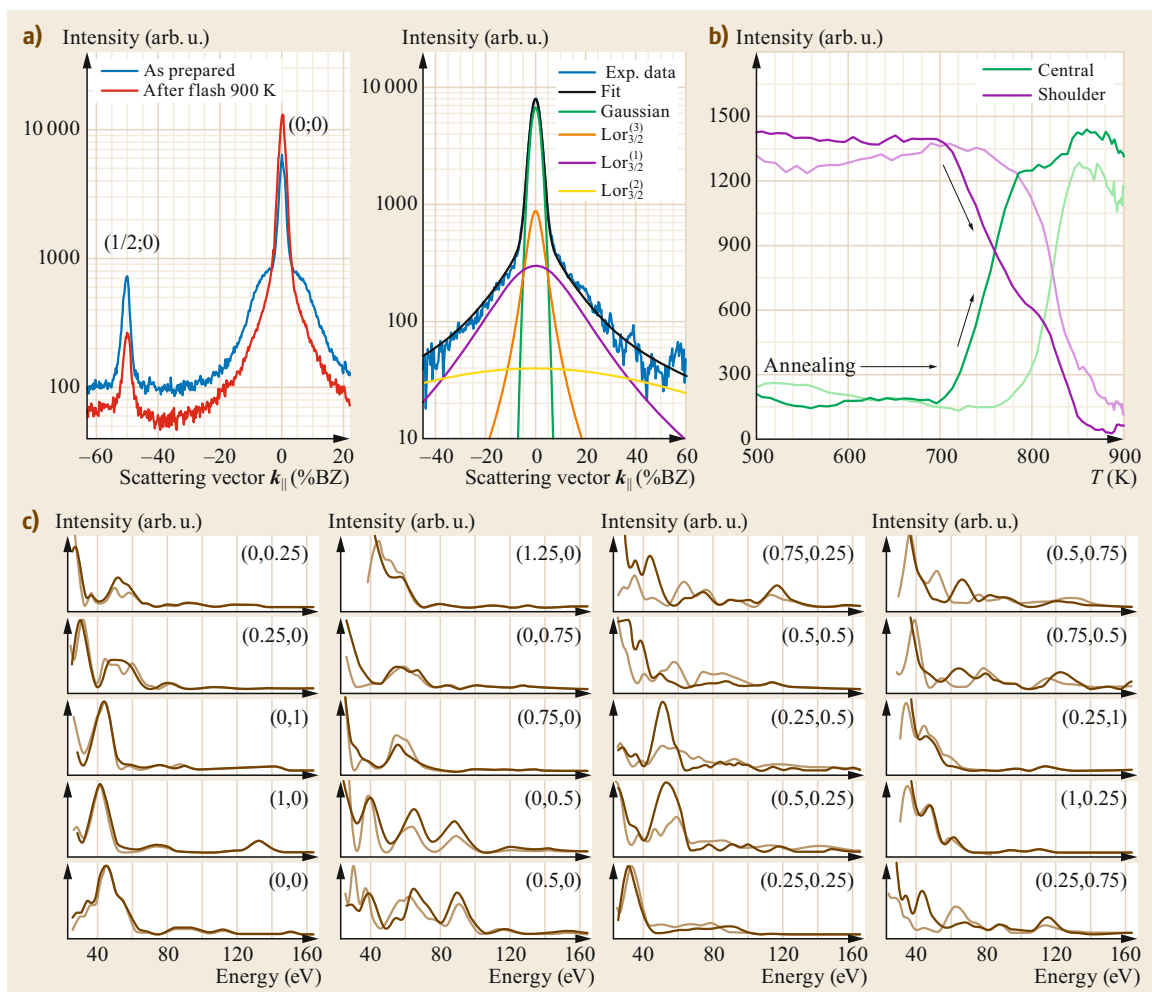 a)
Intensity (arb. u.)
As prepared
After flash 900 K
10 000
(0;0)
(1/2;0)
1000
100
−60 −40 −20 0 20
Scattering vector k|| (%BZ)
Intensity (arb. u.)
Exp. data
Fit
Gaussian
Lor(3)3/2
Lor(1)3/2
Lor(2)3/2
10 000
1000
100
10
−40 −20 0 20 40 60
Scattering vector k|| (%BZ)
b)
Intensity (arb. u.)
Central
Shoulder
1500
1200
900
600
300
0
Annealing
500 600 700 800 900
T (K)
c)
Intensity (arb. u.) Intensity (arb. u.) Intensity (arb. u.) Intensity (arb. u.)
(0,0.25) (1.25,0) (0.75,0.25) (0.5,0.75)
(0.25,0) (0,0.75) (0.5,0.5) (0.75,0.5)
(0,1) (0.75,0) (0.25,0.5) (0.25,1)
(1,0) (0,0.5) (0.5,0.25) (1,0.25)
(0,0) (0.5,0) (0.25,0.25) (0.25,0.75)
40 80 120 160 40 80 120 160 40 80 120 160 40 80 120 160
Energy (eV) Energy (eV) Energy (eV) Energy (eV)